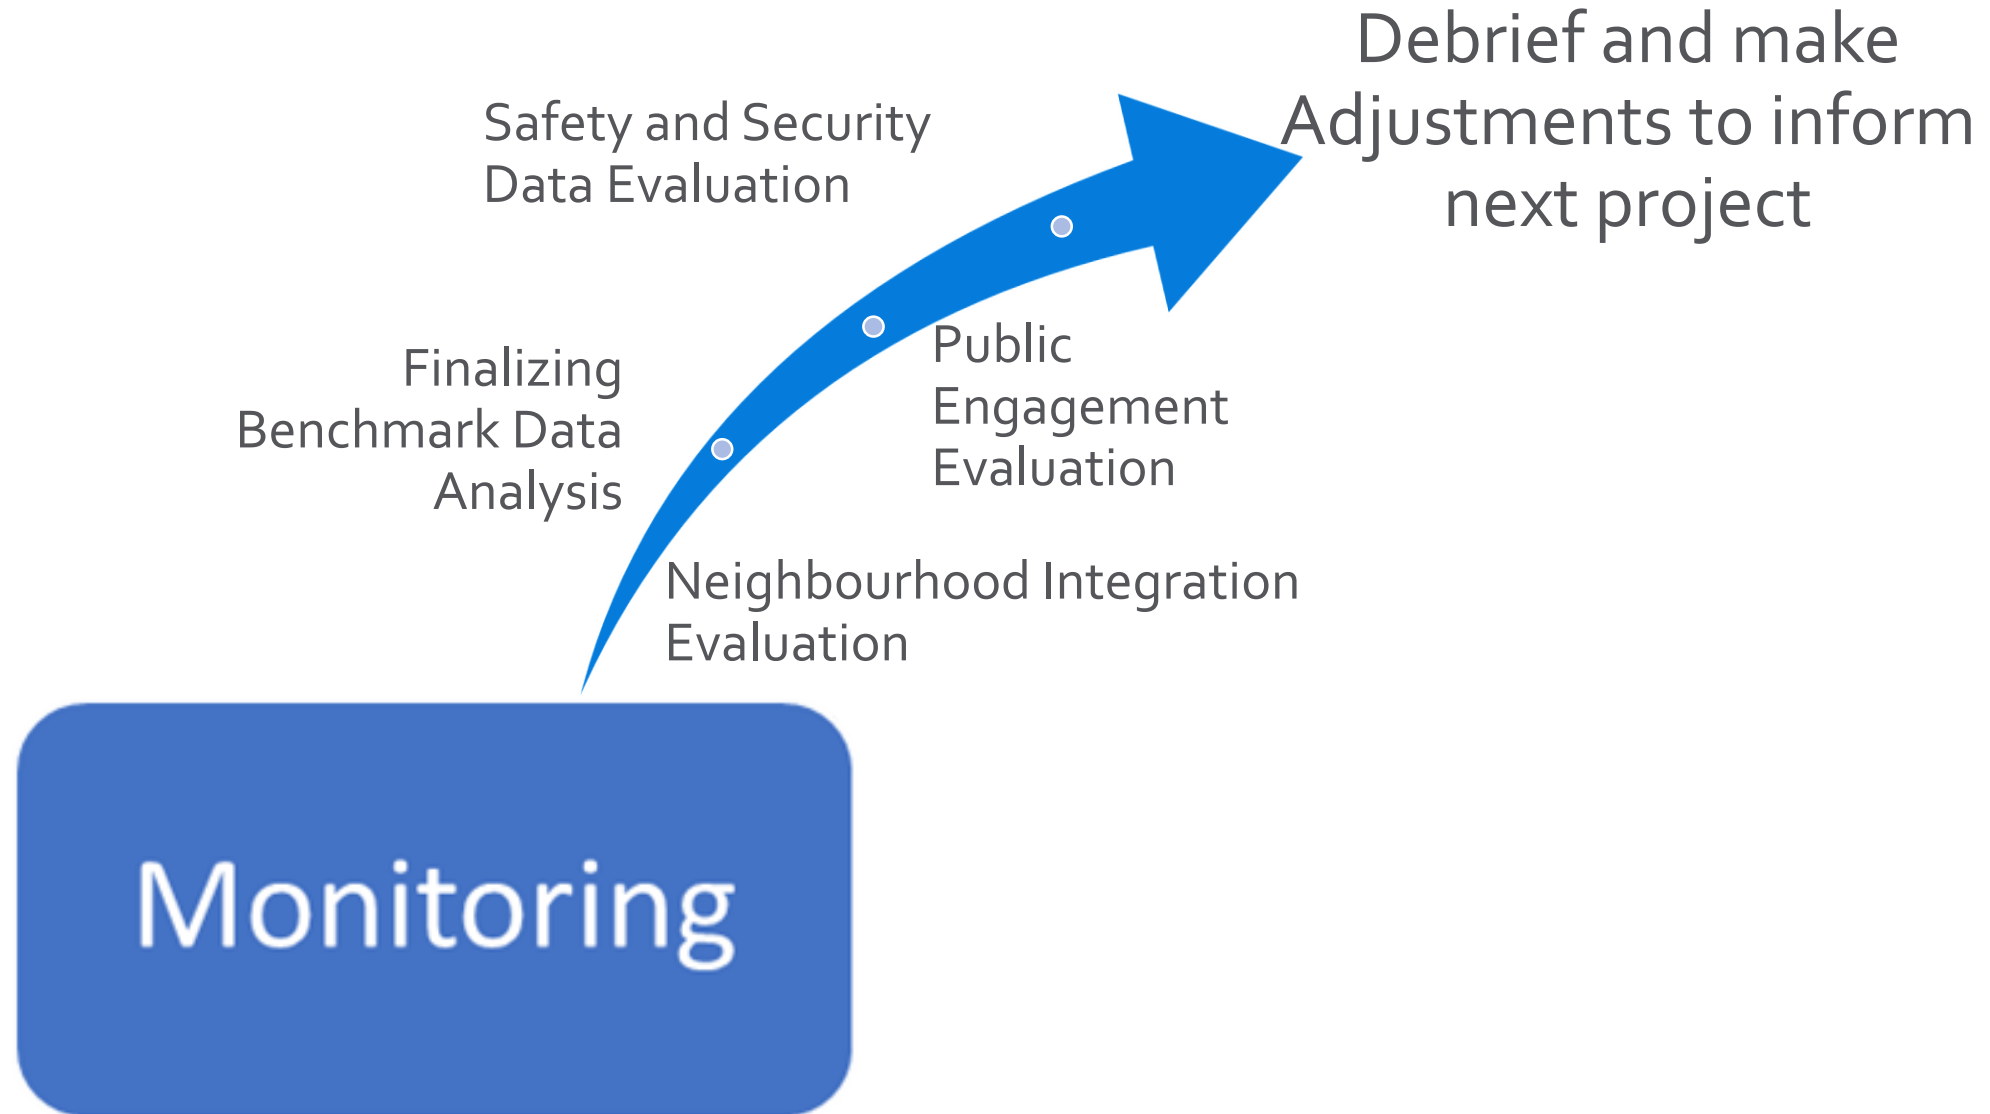 Debrief and make
Adjustments to inform
next project
Safety and Security
Data Evaluation
Finalizing
Benchmark Data
Analysis
Public
Engagement
Evaluation
Neighbourhood Integration
Evaluation
Monitoring